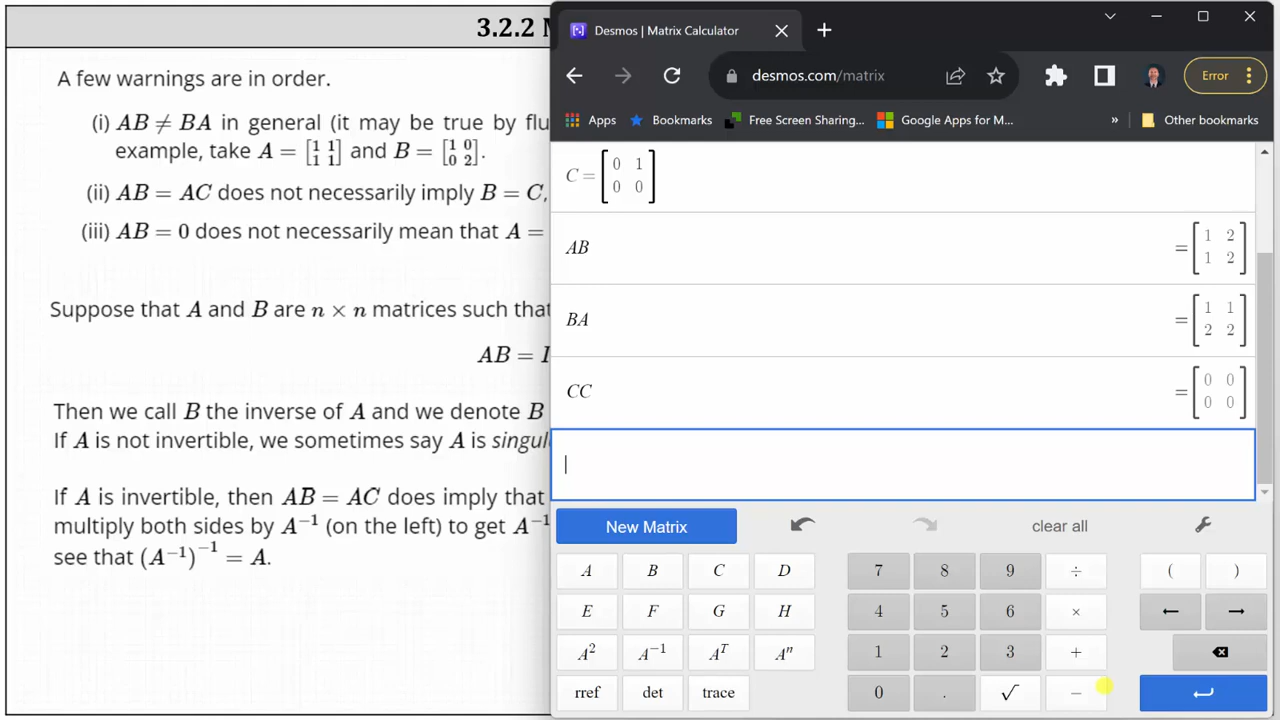 3.2.2 M
A few warnings are in order.
(i) AB ≠ BA in general (it may be true by flu
example, take A = [1 1 1 1] and B = [1 0 0 2].
(ii) AB = AC does not necessarily imply B = C,
(iii) AB = 0 does not necessarily mean that A =
Suppose that A and B are n × n matrices such that
AB = I
Then we call B the inverse of A and we denote B
If A is not invertible, we sometimes say A is singul
If A is invertible, then AB = AC does imply that
multiply both sides by A⁻¹ (on the left) to get A⁻¹
see that (A⁻¹)⁻¹ = A.
Desmos | Matrix Calculator
desmos.com/matrix
Error
Apps Bookmarks Free Screen Sharing... Google Apps for M... » Other bookmarks
C = [0 1 0 0]
AB = [1 2 1 2]
BA = [1 1 2 2]
CC = [0 0 0 0]
New Matrix clear all
A B C D 7 8 9 ÷ ( )
E F G H 4 5 6 × ← →
A² A⁻¹ Aᵀ Aⁿ 1 2 3 +
rref det trace 0 . √ −